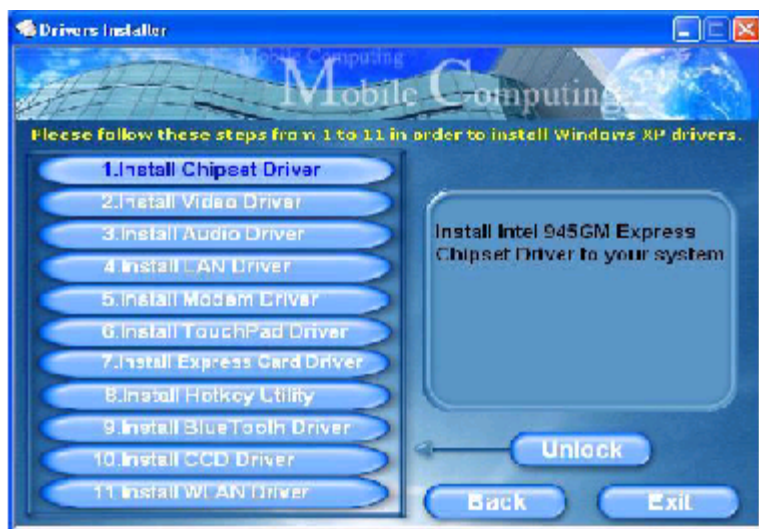 Drivers Installer
Mobile Computing
Mobile Computing
Please follow these steps from 1 to 11 in order to install Windows XP drivers.
1.Install Chipset Driver
2.Install Video Driver
3.Install Audio Driver
4.Install LAN Driver
5.Install Modem Driver
6.Install TouchPad Driver
7.Install Express Card Driver
8.Install Hotkey Utility
9.Install BlueTooth Driver
10.Install CCD Driver
11.Install WLAN Driver
Install Intel 945GM Express
Chipset Driver to your system
Unlock
Back
Exit